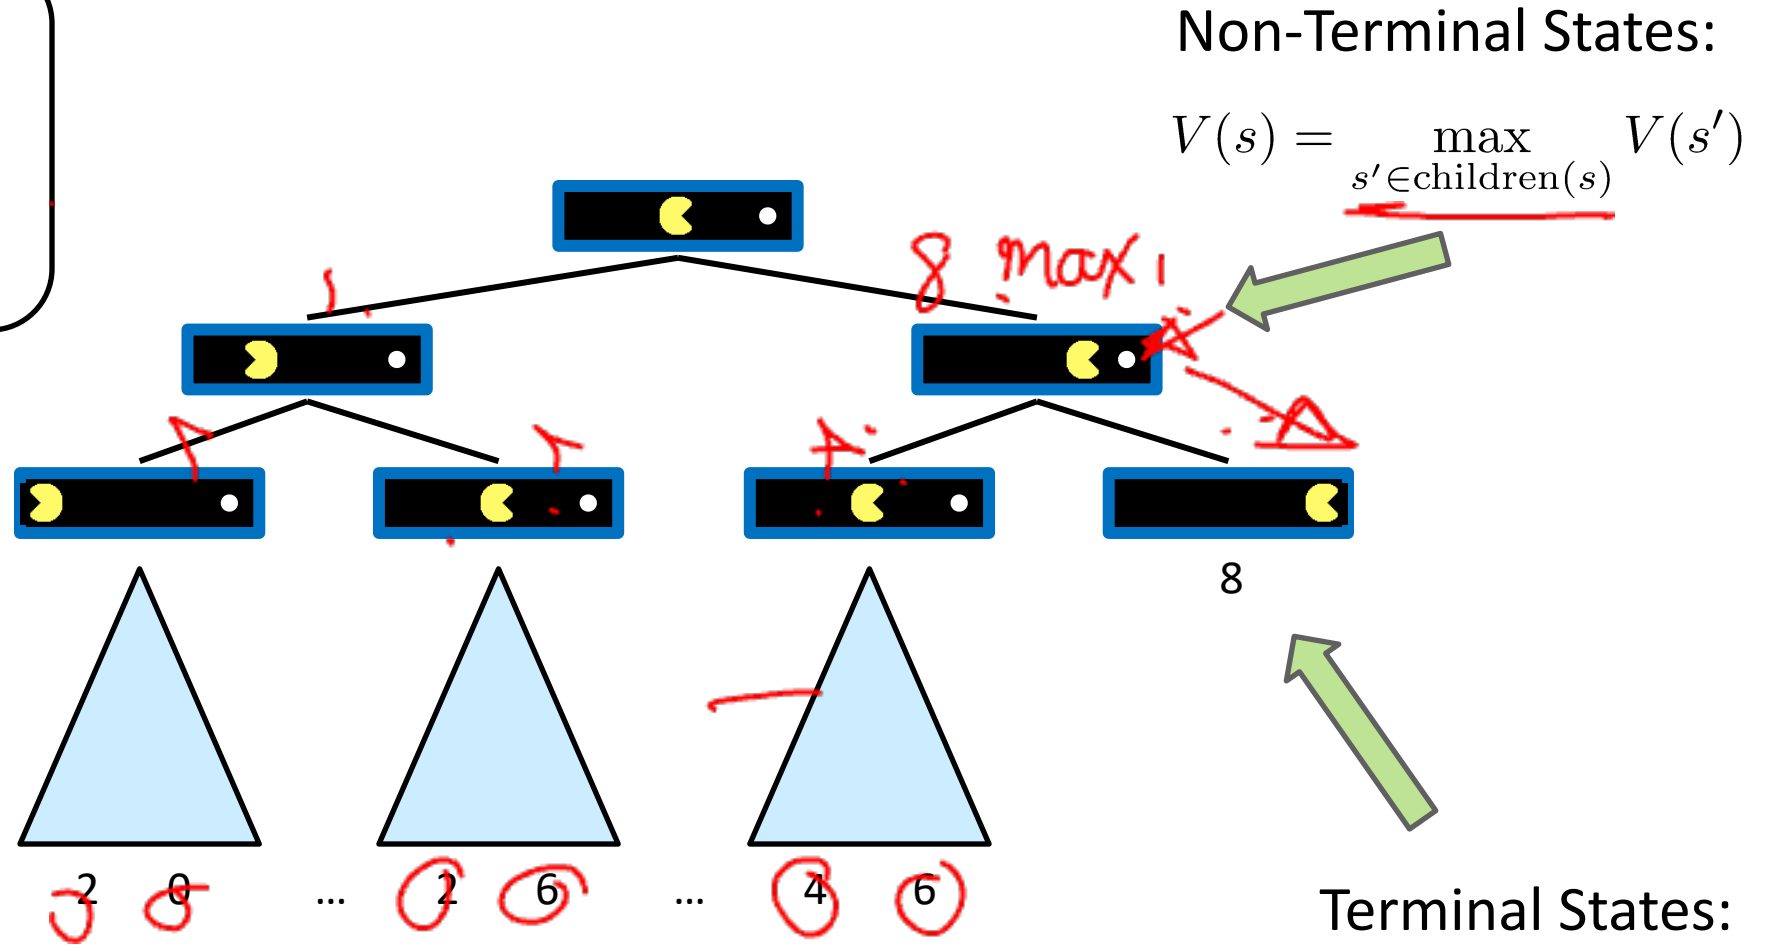 Non-Terminal States:
V(s) = max V(s′)
s′∈children(s)
8 max
8
2 0 ... 2 6 ... 4 6
Terminal States: